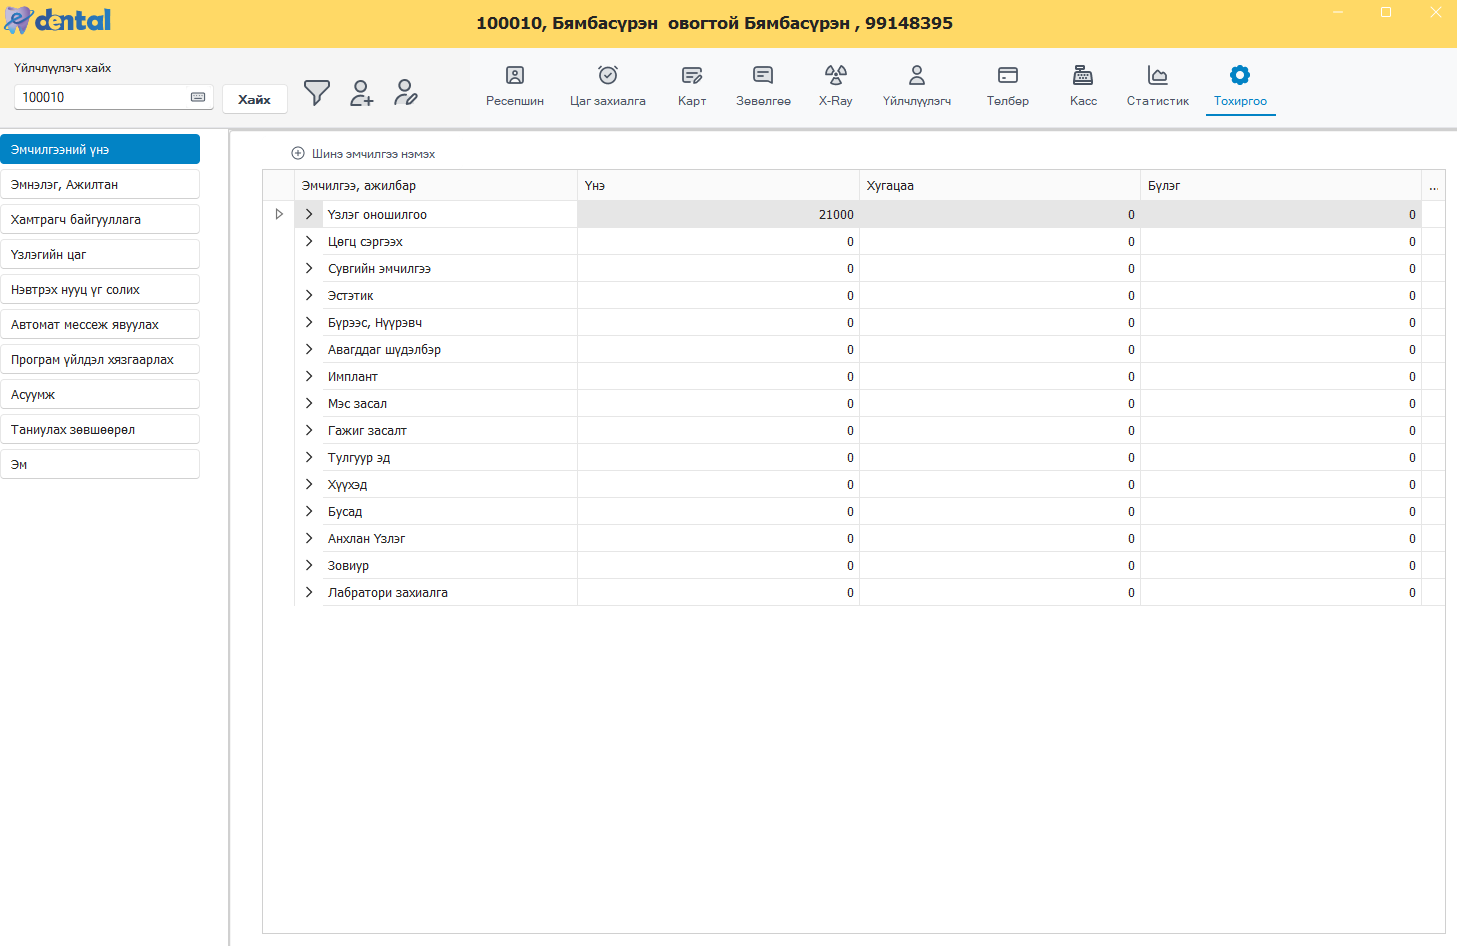 e dental
100010, Бямбасүрэн овогтой Бямбасүрэн , 99148395
Үйлчлүүлэгч хайх
100010
Хайх
Ресепшин
Цаг захиалга
Карт
Зөвөлгөө
X-Ray
Үйлчлүүлэгч
Төлбөр
Касс
Статистик
Тохиргоо
Эмчилгээний үнэ
Эмнэлэг, Ажилтан
Хамтрагч байгууллага
Үзлэгийн цаг
Нэвтрэх нууц үг солих
Автомат мессеж явуулах
Програм үйлдэл хязгаарлах
Асуумж
Таниулах зөвшөөрөл
Эм
Шинэ эмчилгээ нэмэх
Эмчилгээ, ажилбар Үнэ Хугацаа Бүлэг ...
Үзлэг оношилгоо 21000 0 0
Цөгц сэргээх 0 0 0
Сувгийн эмчилгээ 0 0 0
Эстэтик 0 0 0
Бүрээс, Нүүрэвч 0 0 0
Авагддаг шүдэлбэр 0 0 0
Имплант 0 0 0
Мэс засал 0 0 0
Гажиг засалт 0 0 0
Тулгуур эд 0 0 0
Хүүхэд 0 0 0
Бусад 0 0 0
Анхлан Үзлэг 0 0 0
Зовиур 0 0 0
Лабратори захиалга 0 0 0